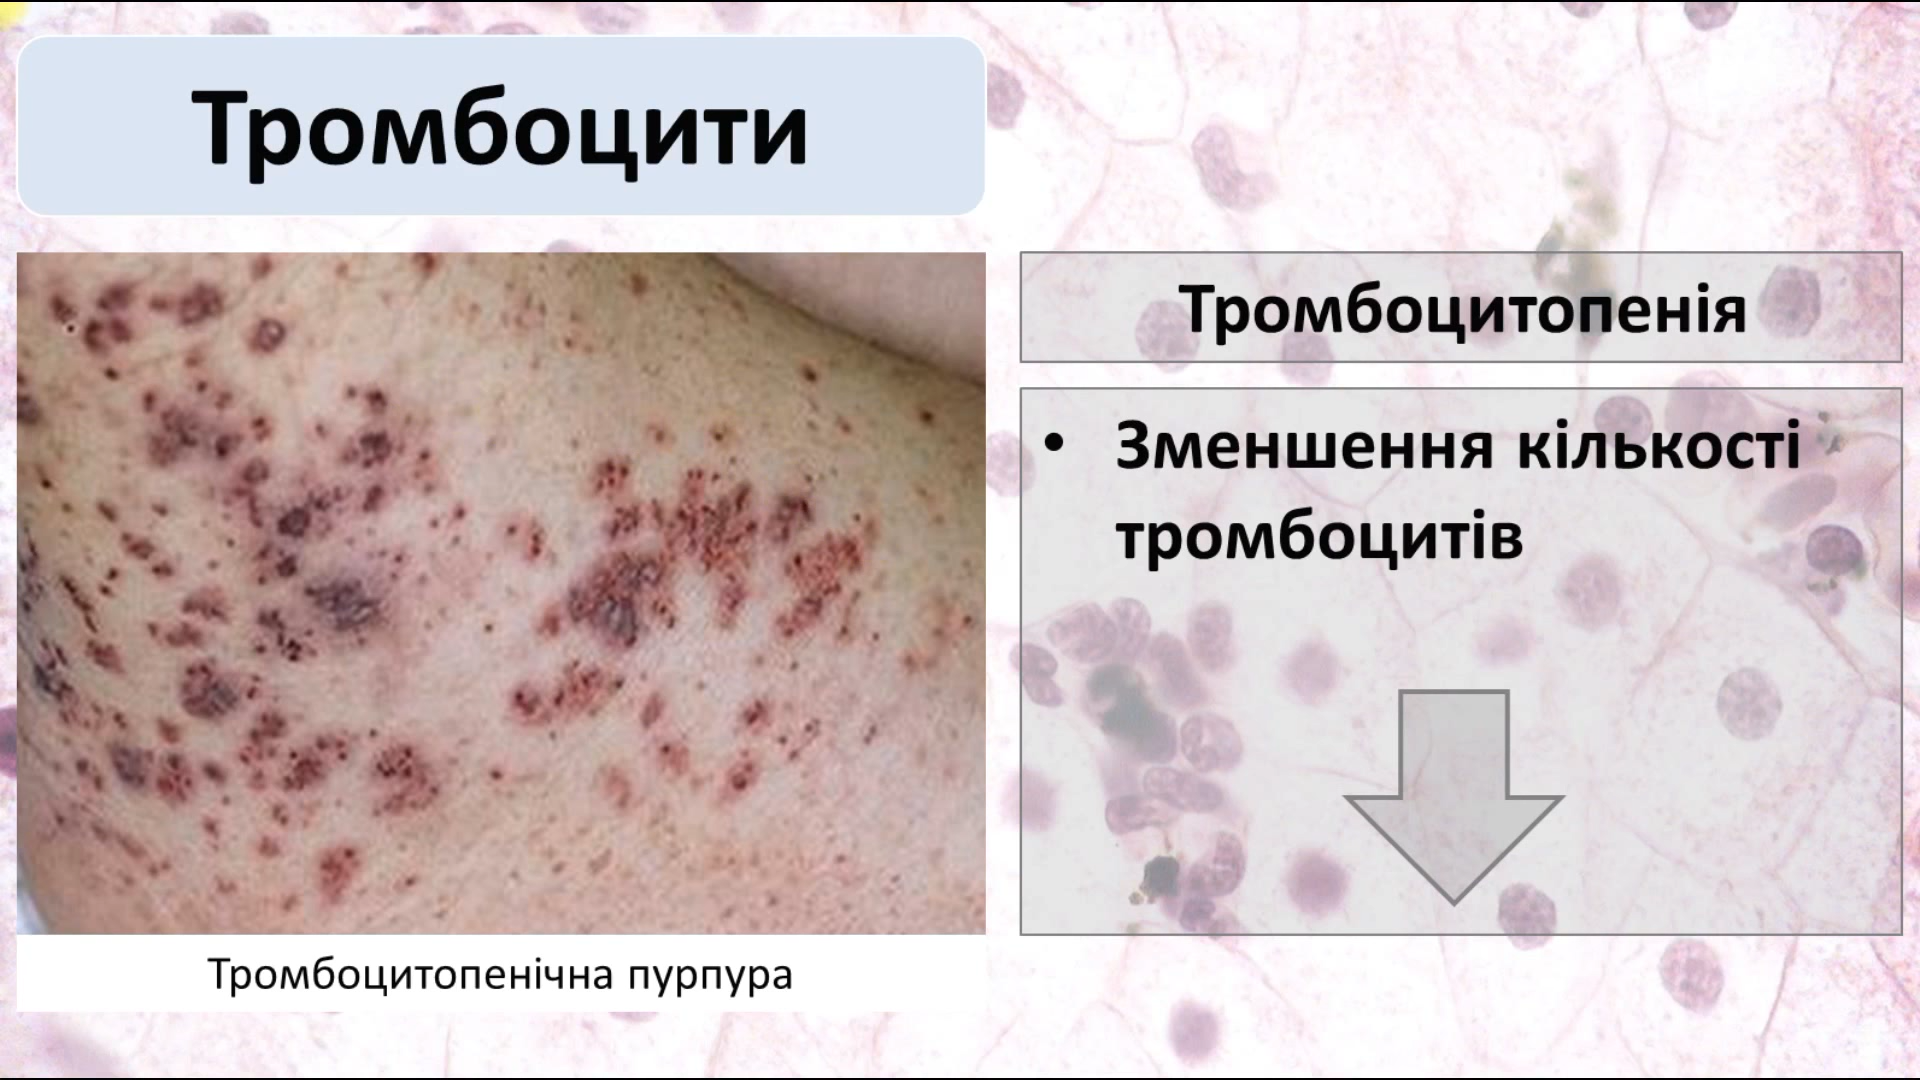 Тромбоцити
Тромбоцитопенія
• Зменшення кількості
тромбоцитів
Тромбоцитопенічна пурпура